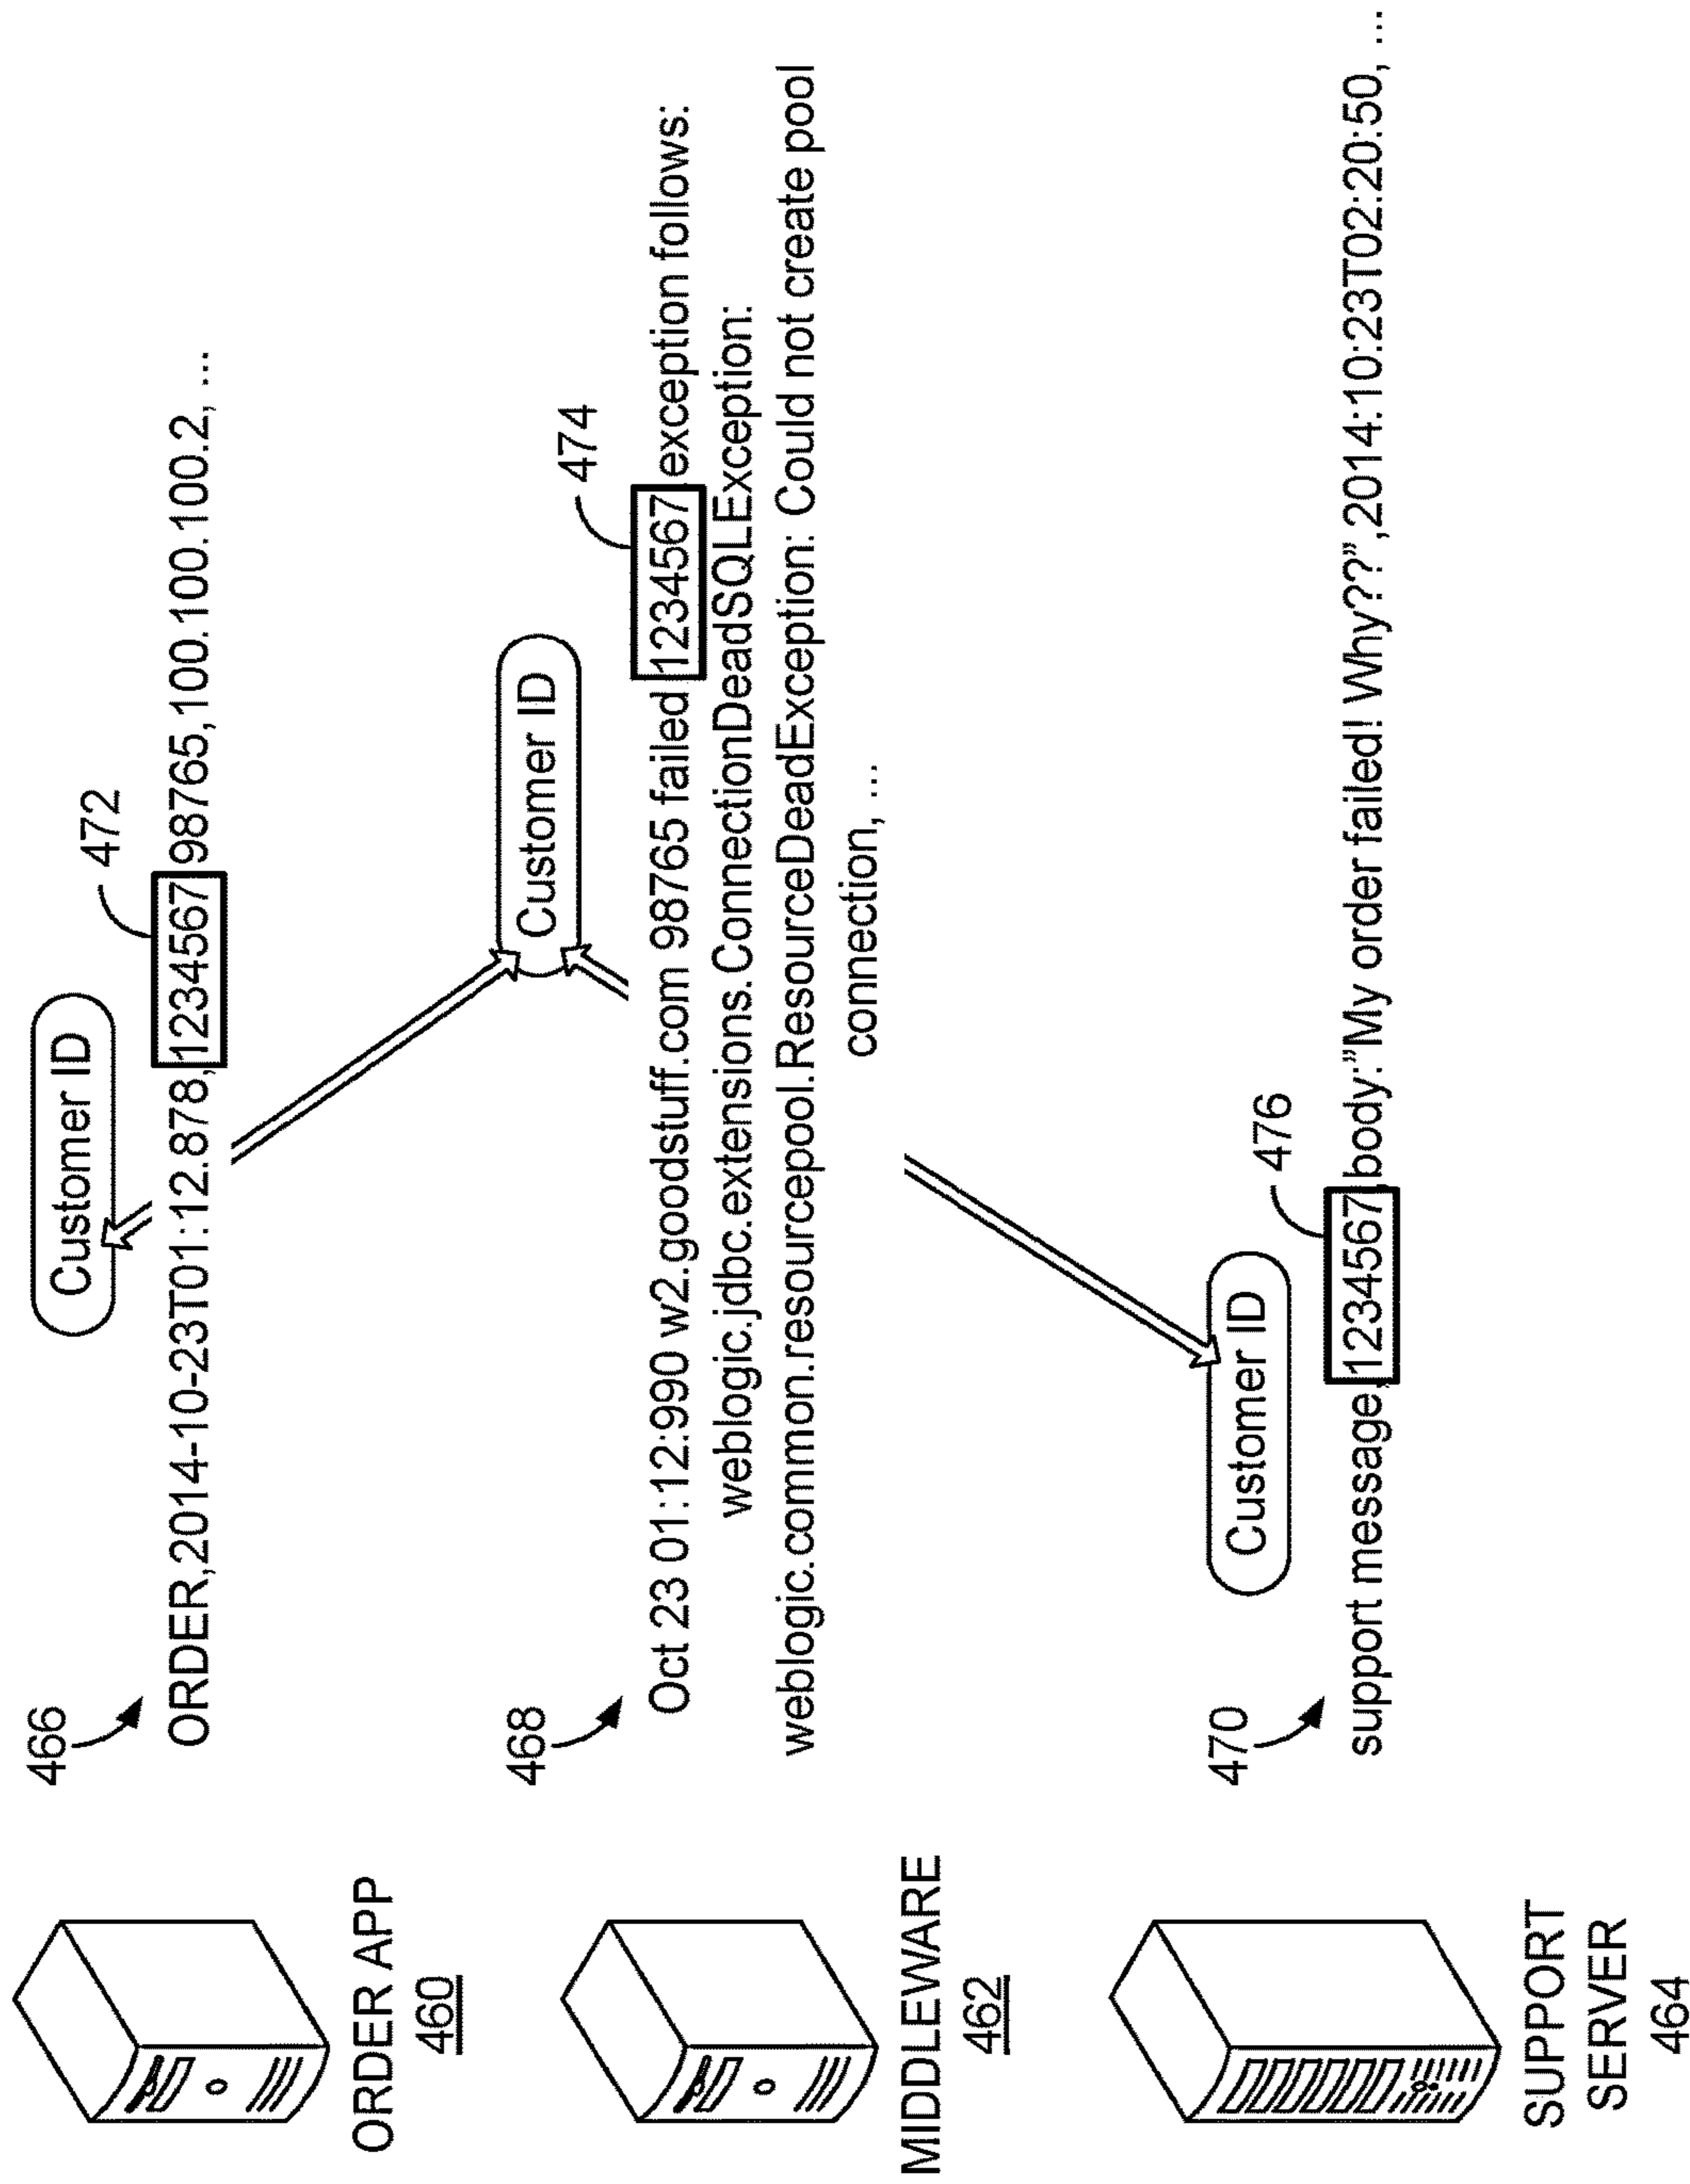 466
Customer ID
472
ORDER,2014-10-23T01:12.878,1234567,98765,100.100.100.2, ...
ORDER APP
460
468
Customer ID
474
Oct 23 01:12:990 w2.goodstuff.com 98765 failed 1234567 exception follows:
weblogic.jdbc.extensions.ConnectionDeadSQLException:
weblogic.common.resourcepool.ResourceDeadException: Could not create pool
connection, ...
MIDDLEWARE
462
470
Customer ID
476
support message,1234567,body:”My order failed! Why???”,2014:10:23T02:20:50, ...
SUPPORT
SERVER
464